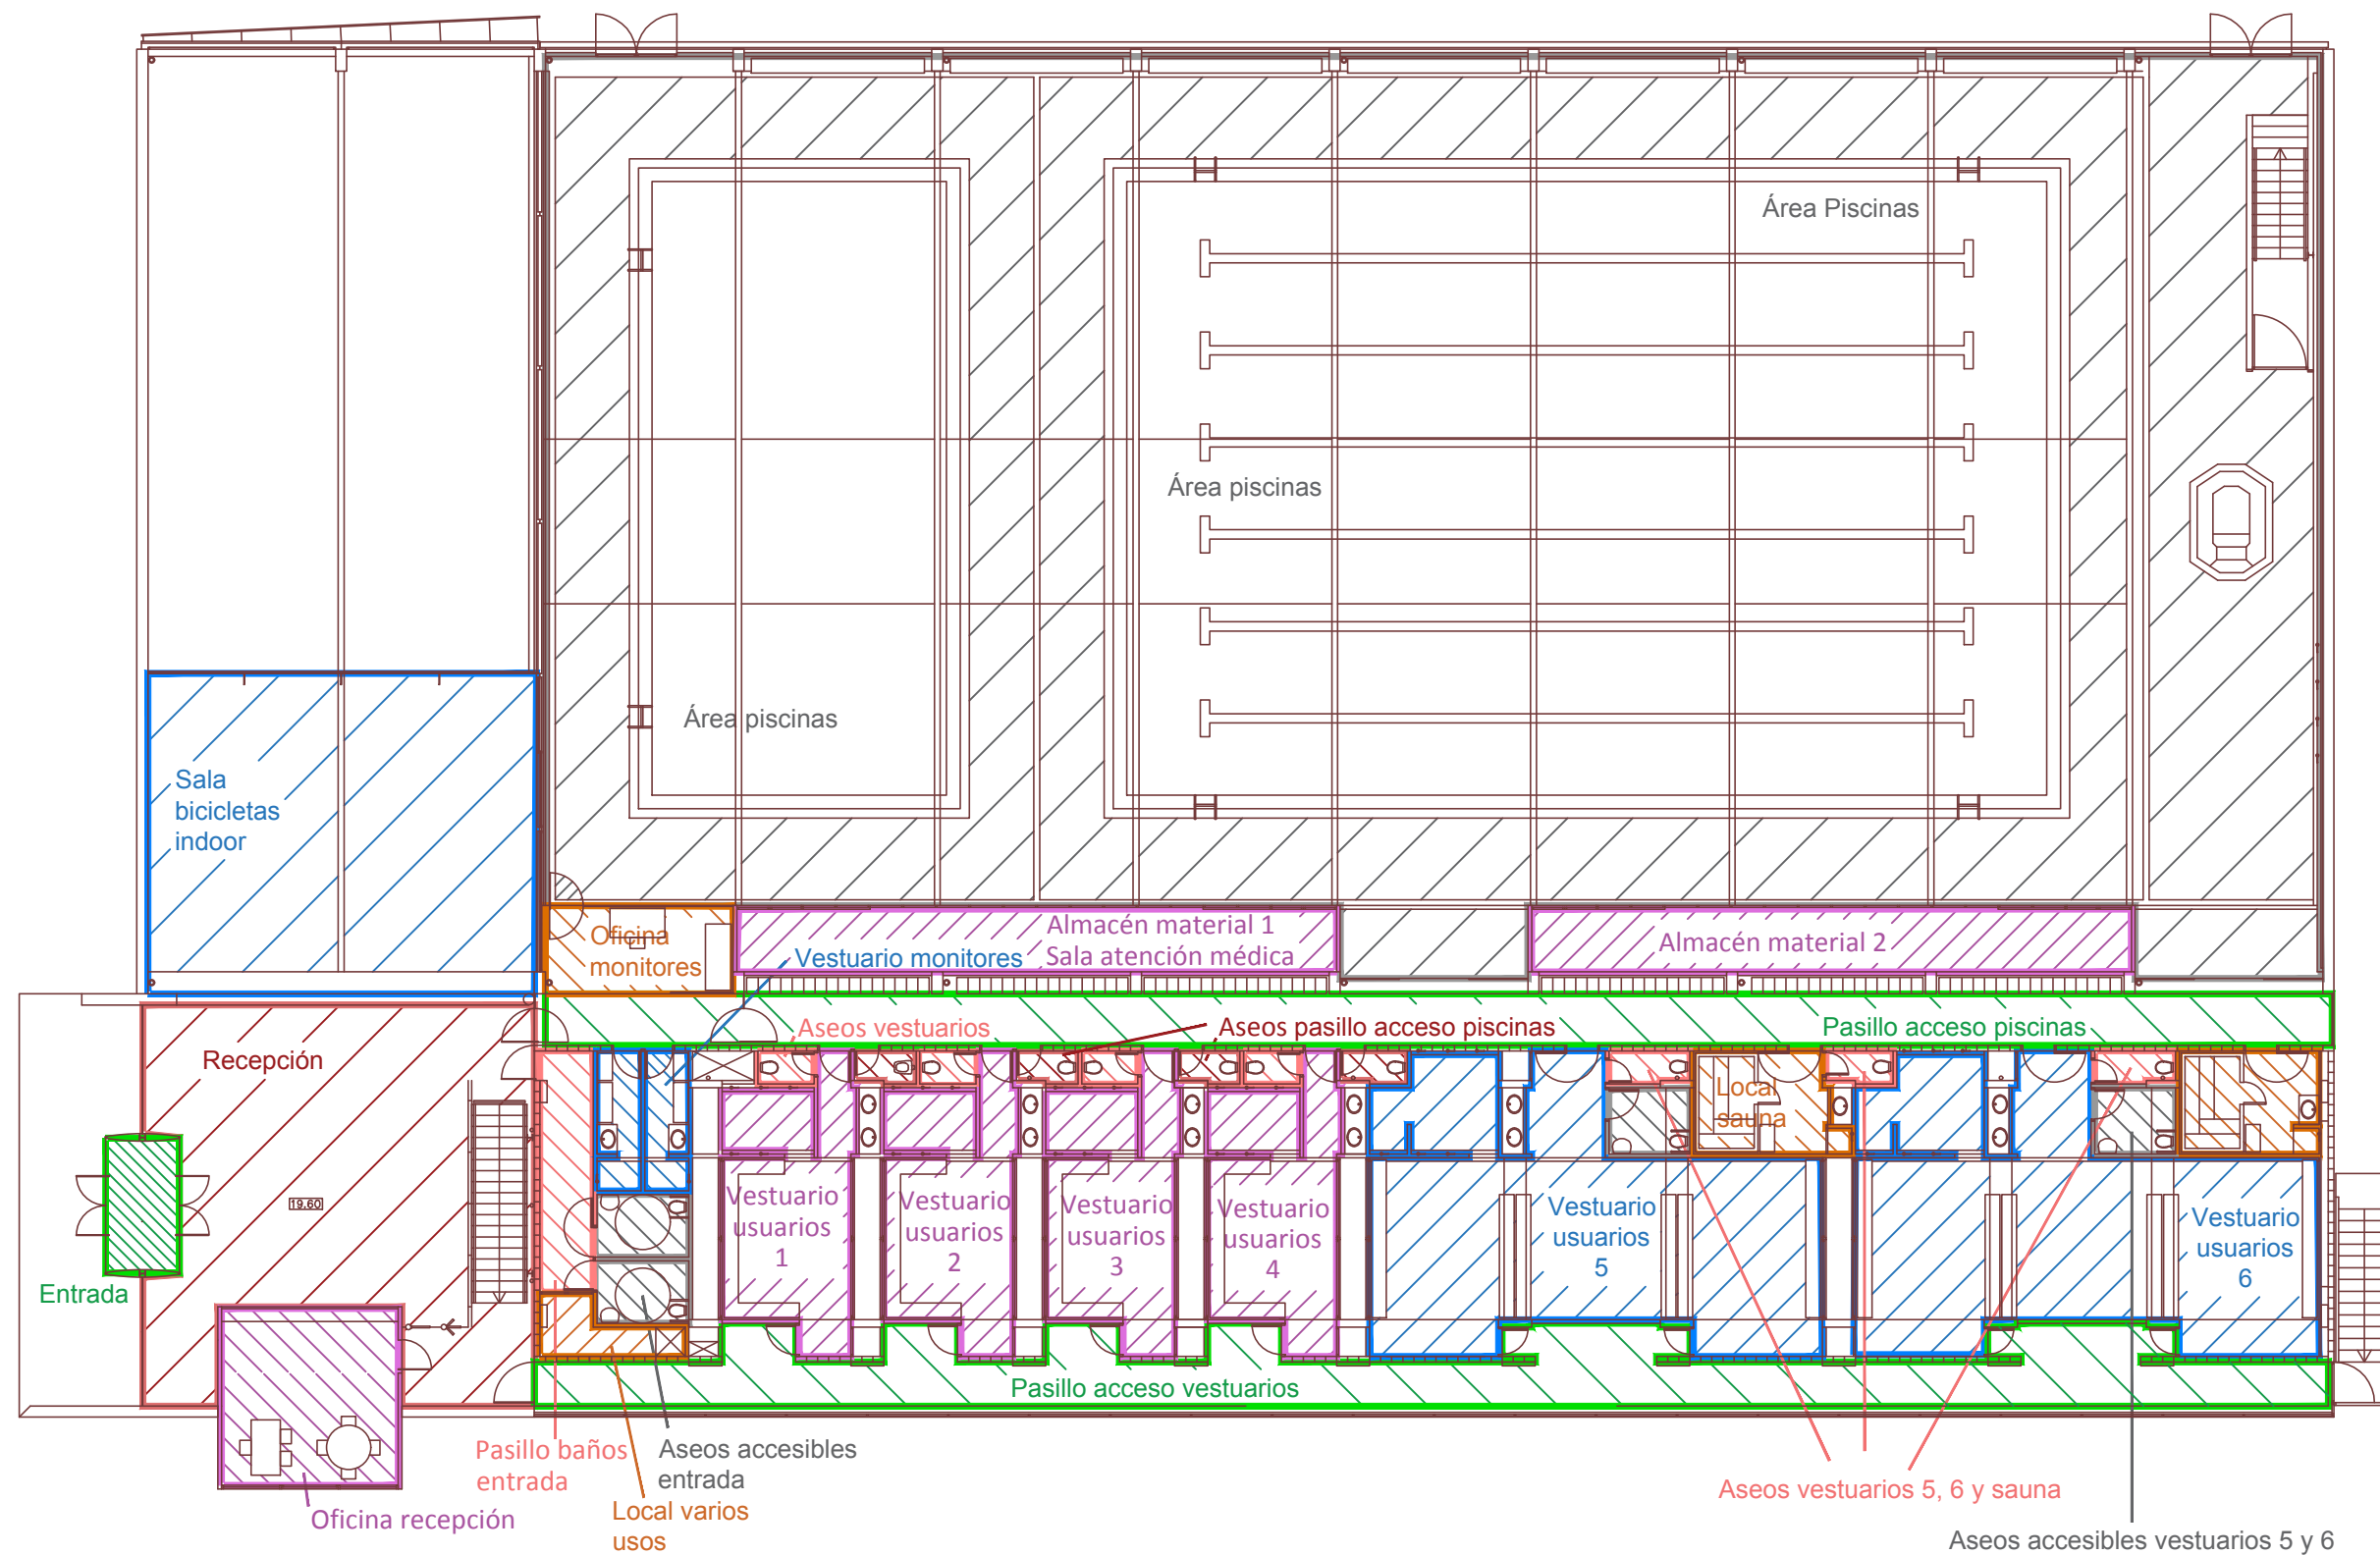 Área Piscinas
Área piscinas
Área piscinas
Sala
bicicletas
indoor
Oficina
monitores
Vestuario monitores
Almacén material 1
Sala atención médica
Almacén material 2
Aseos vestuarios
Aseos pasillo acceso piscinas
Pasillo acceso piscinas
Recepción
Local
sauna
19.60
Vestuario
usuarios
1
Vestuario
usuarios
2
Vestuario
usuarios
3
Vestuario
usuarios
4
Vestuario
usuarios
5
Vestuario
usuarios
6
Entrada
Pasillo acceso vestuarios
Pasillo baños
entrada
Aseos accesibles
entrada
Aseos vestuarios 5, 6 y sauna
Oficina recepción
Local varios
usos
Aseos accesibles vestuarios 5 y 6